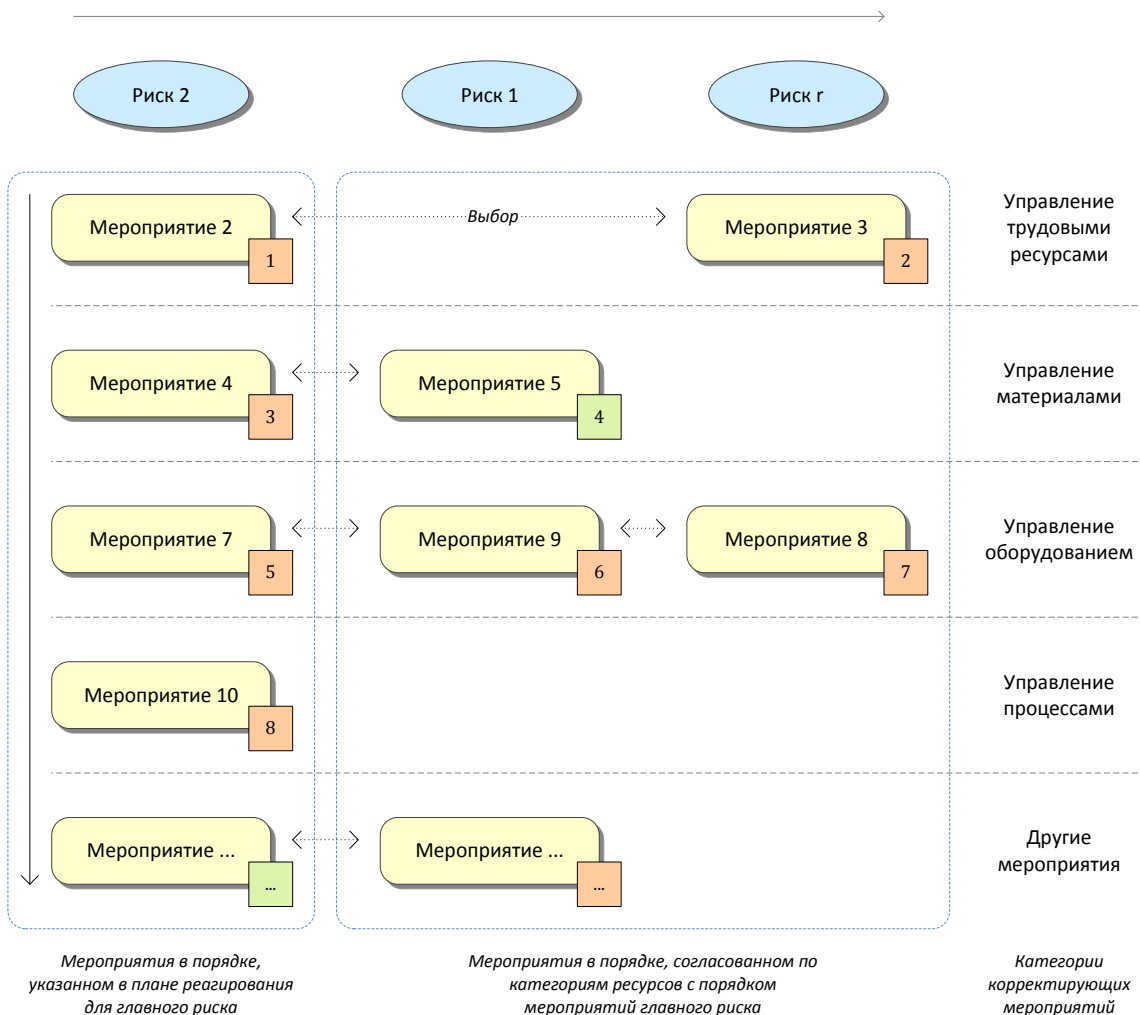 Риск 2
Риск 1
Риск r
Мероприятие 2
1
Выбор
Мероприятие 3
2
Управление
трудовыми
ресурсами
Мероприятие 4
3
Мероприятие 5
4
Управление
материалами
Мероприятие 7
5
Мероприятие 9
6
Мероприятие 8
7
Управление
оборудованием
Мероприятие 10
8
Управление
процессами
Мероприятие ...
...
Мероприятие ...
...
Другие
мероприятия
Мероприятия в порядке,
указанном в плане реагирования
для главного риска
Мероприятия в порядке, согласованном по
категориям ресурсов с порядком
мероприятий главного риска
Категории
корректирующих
мероприятий